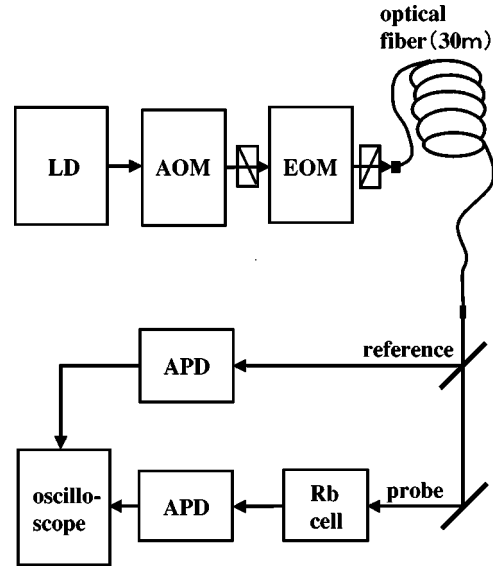 optical
fiber(30m)
LD
AOM
EOM
APD
reference
oscillo-
scope
APD
Rb
cell
probe